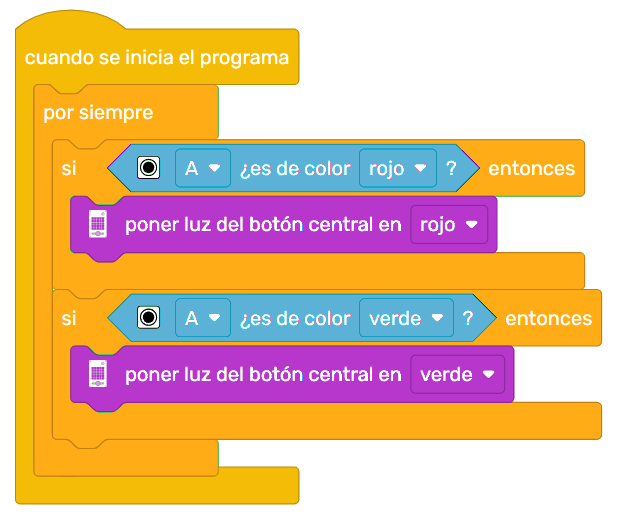 cuando se inicia el programa
por siempre
si A ¿es de color rojo ? entonces
poner luz del botón central en rojo
si A ¿es de color verde ? entonces
poner luz del botón central en verde